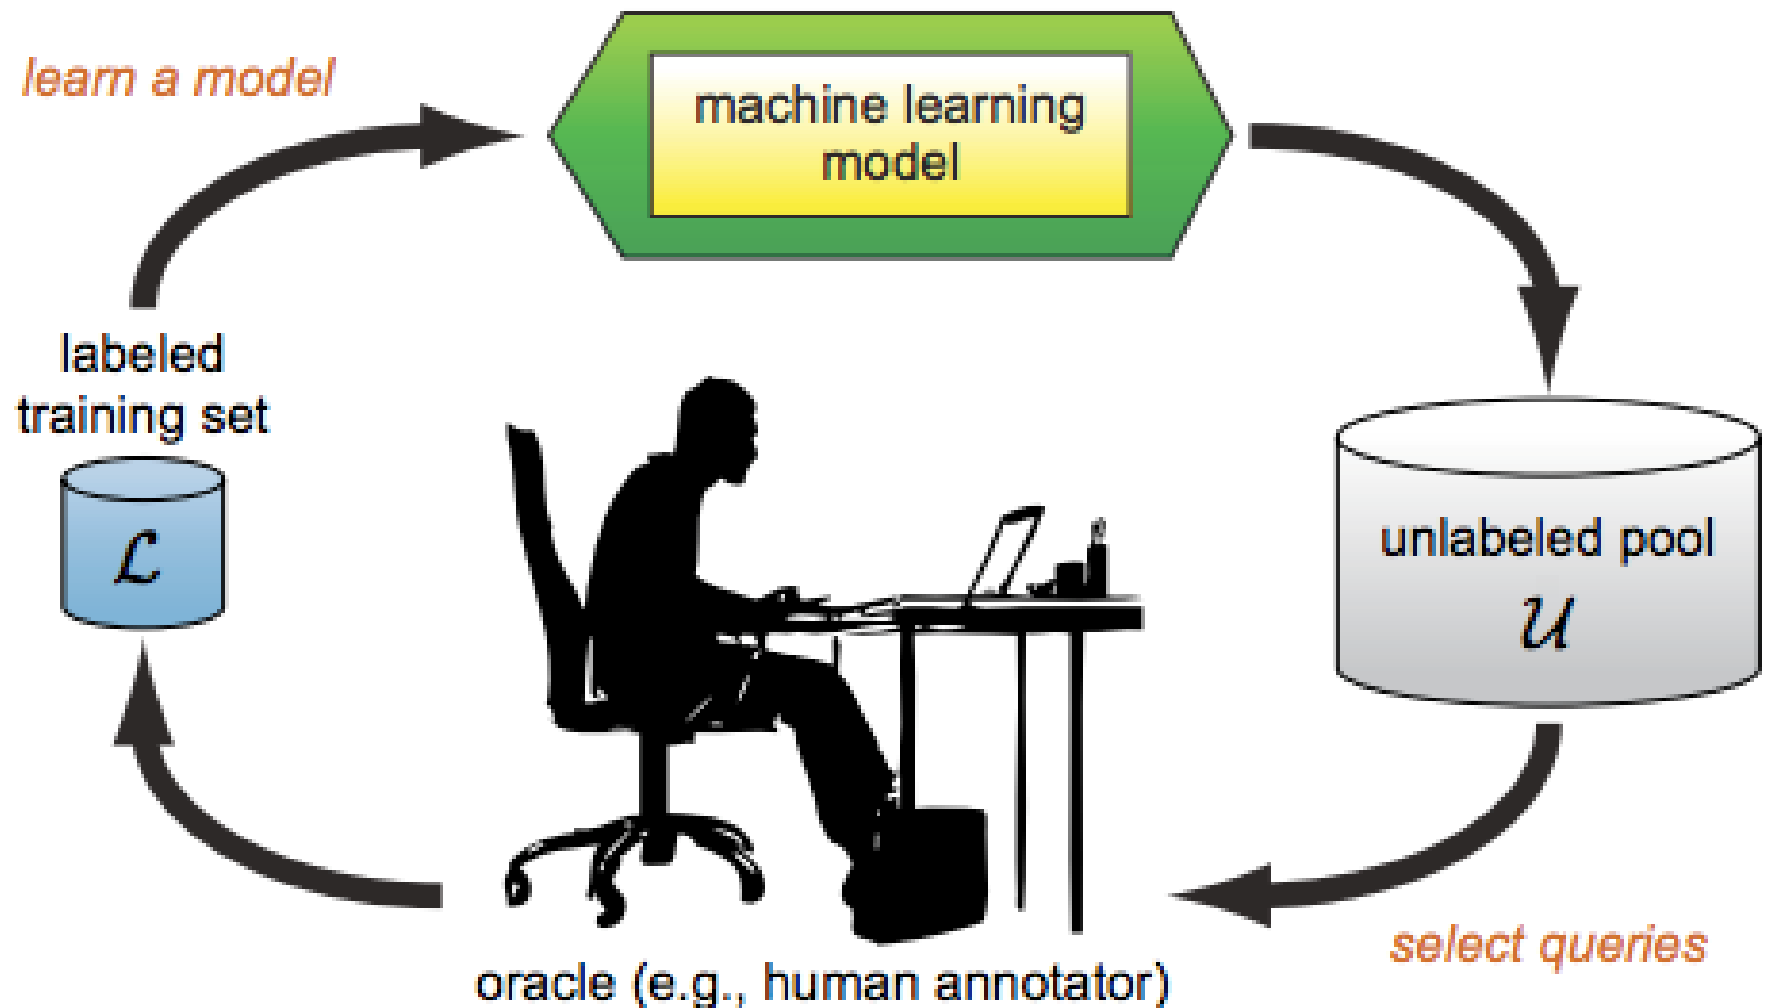 learn a model
machine learning
model
labeled
training set
ℒ
unlabeled pool
𝒰
select queries
oracle (e.g., human annotator)